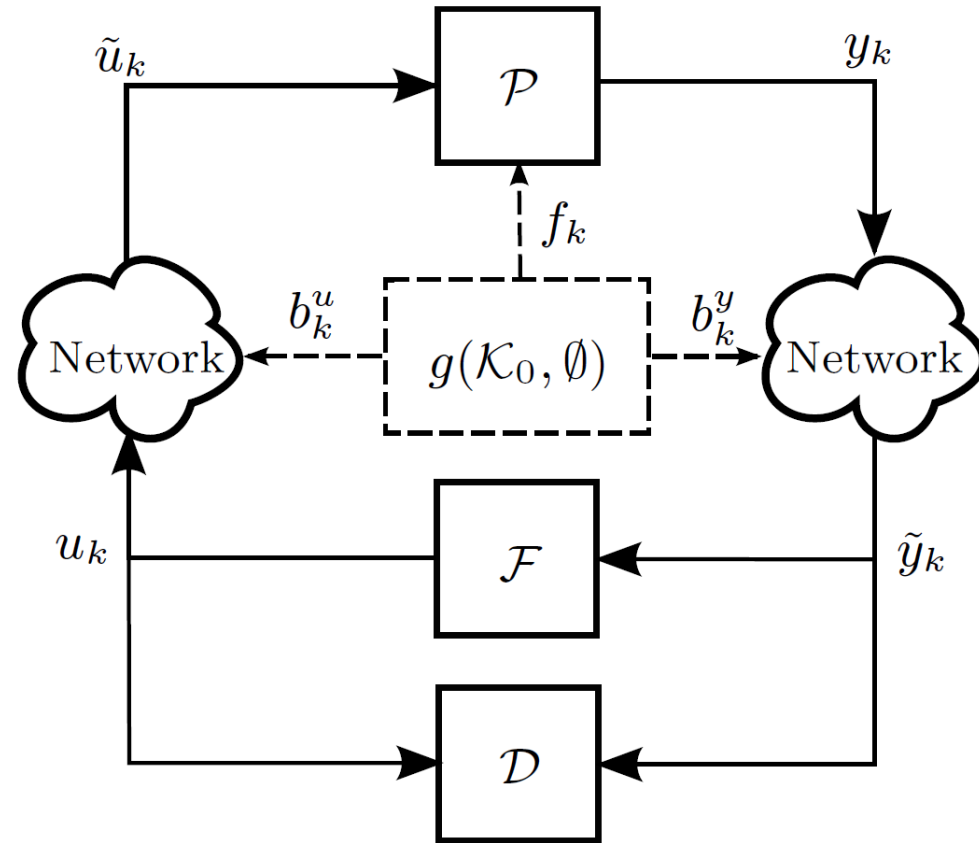 ũ_k
𝒫
y_k
f_k
b_k^u
b_k^y
Network
g(𝒦_0, ∅)
Network
u_k
ℱ
ỹ_k
𝒟